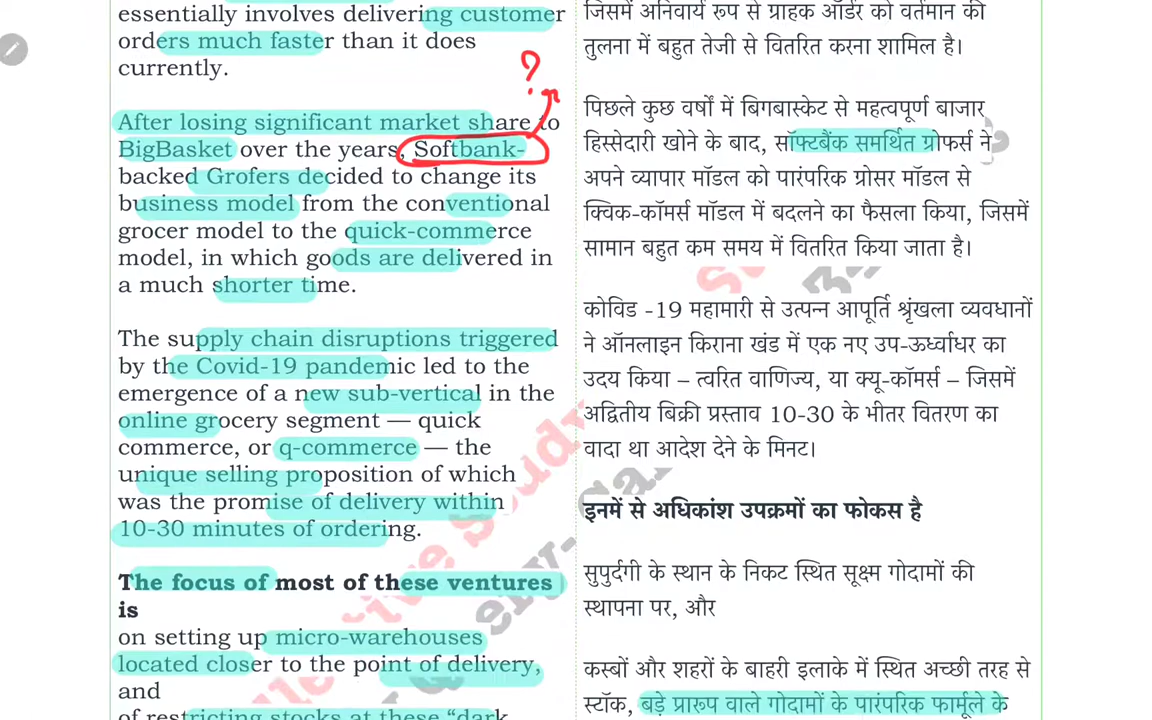 essentially involves delivering customer
orders much faster than it does
currently.
?
After losing significant market share to
BigBasket over the years, Softbank-
backed Grofers decided to change its
business model from the conventional
grocer model to the quick-commerce
model, in which goods are delivered in
a much shorter time.
The supply chain disruptions triggered
by the Covid-19 pandemic led to the
emergence of a new sub-vertical in the
online grocery segment — quick
commerce, or q-commerce — the
unique selling proposition of which
was the promise of delivery within
10-30 minutes of ordering.
The focus of most of these ventures
is
on setting up micro-warehouses
located closer to the point of delivery,
and
of restricting stocks at these “dark
जिसमें अनिवार्य रूप से ग्राहक ऑर्डर को वर्तमान की
तुलना में बहुत तेजी से वितरित करना शामिल है।
पिछले कुछ वर्षों में बिगबास्केट से महत्वपूर्ण बाजार
हिस्सेदारी खोने के बाद, सॉफ्टबैंक समर्थित ग्रोफर्स ने
अपने व्यापार मॉडल को पारंपरिक ग्रोसर मॉडल से
क्विक-कॉमर्स मॉडल में बदलने का फैसला किया, जिसमें
सामान बहुत कम समय में वितरित किया जाता है।
कोविड -19 महामारी से उत्पन्न आपूर्ति श्रृंखला व्यवधानों
ने ऑनलाइन किराना खंड में एक नए उप-ऊर्ध्वाधर का
उदय किया – त्वरित वाणिज्य, या क्यू-कॉमर्स – जिसमें
अद्वितीय बिक्री प्रस्ताव 10-30 के भीतर वितरण का
वादा था आदेश देने के मिनट।
इनमें से अधिकांश उपक्रमों का फोकस है
सुपुर्दगी के स्थान के निकट स्थित सूक्ष्म गोदामों की
स्थापना पर, और
कस्बों और शहरों के बाहरी इलाके में स्थित अच्छी तरह से
स्टॉक, बड़े प्रारूप वाले गोदामों के पारंपरिक फार्मूले के